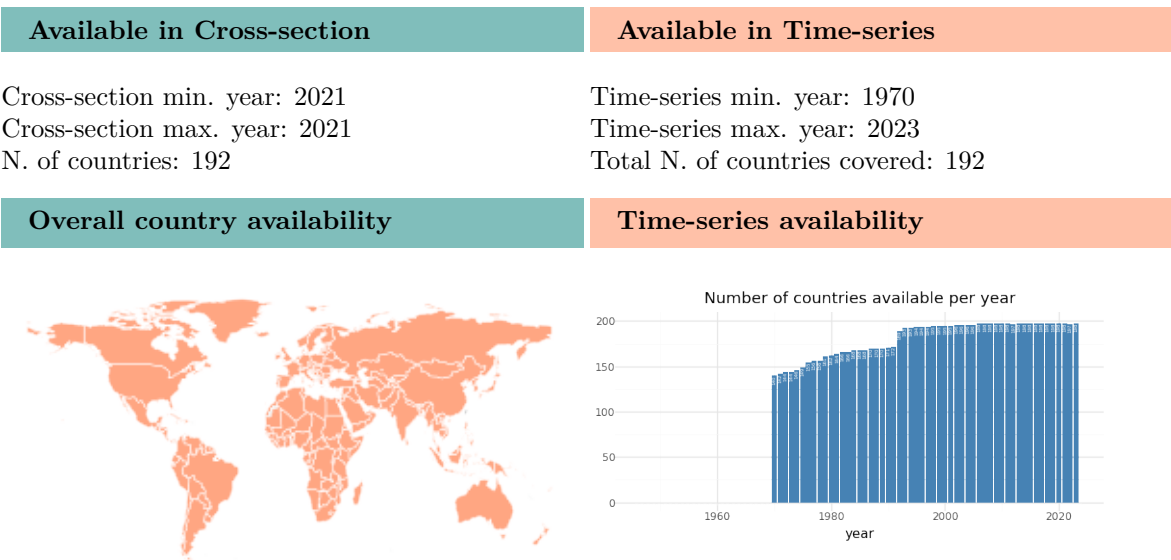 Available in Cross-section
Available in Time-series
Cross-section min. year: 2021
Cross-section max. year: 2021
N. of countries: 192
Time-series min. year: 1970
Time-series max. year: 2023
Total N. of countries covered: 192
Overall country availability
Time-series availability
Number of countries available per year
200
150
100
50
0
1960
1980
2000
2020
year